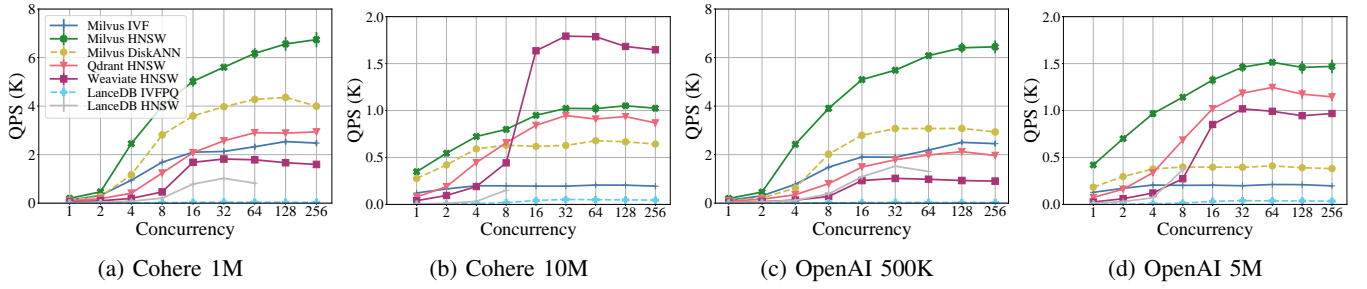 8
6
4
2
0
QPS (K)
Milvus IVF
Milvus HNSW
Milvus DiskANN
Qdrant HNSW
Weaviate HNSW
LanceDB IVFPQ
LanceDB HNSW
1 2 4 8 16 32 64 128 256
Concurrency
(a) Cohere 1M
2.0
1.5
1.0
0.5
0.0
QPS (K)
1 2 4 8 16 32 64 128 256
Concurrency
(b) Cohere 10M
8
6
4
2
0
QPS (K)
1 2 4 8 16 32 64 128 256
Concurrency
(c) OpenAI 500K
2.0
1.5
1.0
0.5
0.0
QPS (K)
1 2 4 8 16 32 64 128 256
Concurrency
(d) OpenAI 5M